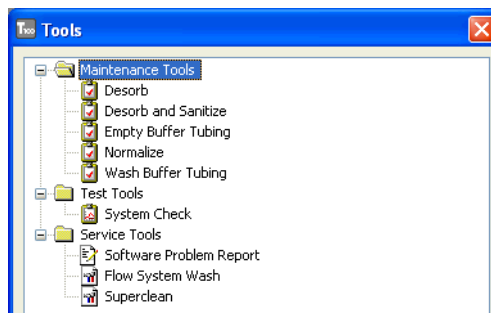 T100 Tools
Maintenance Tools
Desorb
Desorb and Sanitize
Empty Buffer Tubing
Normalize
Wash Buffer Tubing
Test Tools
System Check
Service Tools
Software Problem Report
Flow System Wash
Superclean